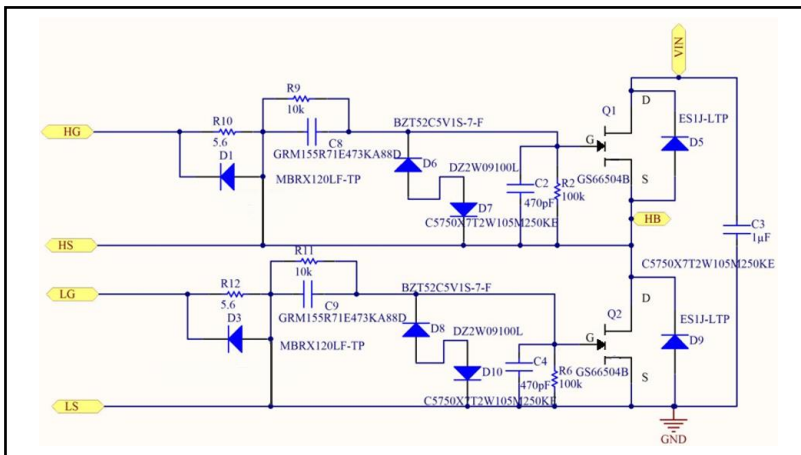 VIN
R9
10k
R10
5.6
HG
D1
C8
GRM155R71E473KA88D
MBRX120LF-TP
BZT52C5V1S-7-F
D6
DZ2W09100L
D7
C2
470pF
C5750X7T2W105M250KE
R2
100k
Q1
D
G
S
GS66504B
ES1J-LTP
D5
HB
C3
1µF
C5750X7T2W105M250KE
HS
R11
10k
R12
5.6
LG
D3
C9
GRM155R71E473KA88D
MBRX120LF-TP
BZT52C5V1S-7-F
D8
DZ2W09100L
D10
C4
470pF
C5750X7T2W105M250KE
R6
100k
Q2
D
G
S
GS66504B
ES1J-LTP
D9
LS
GND